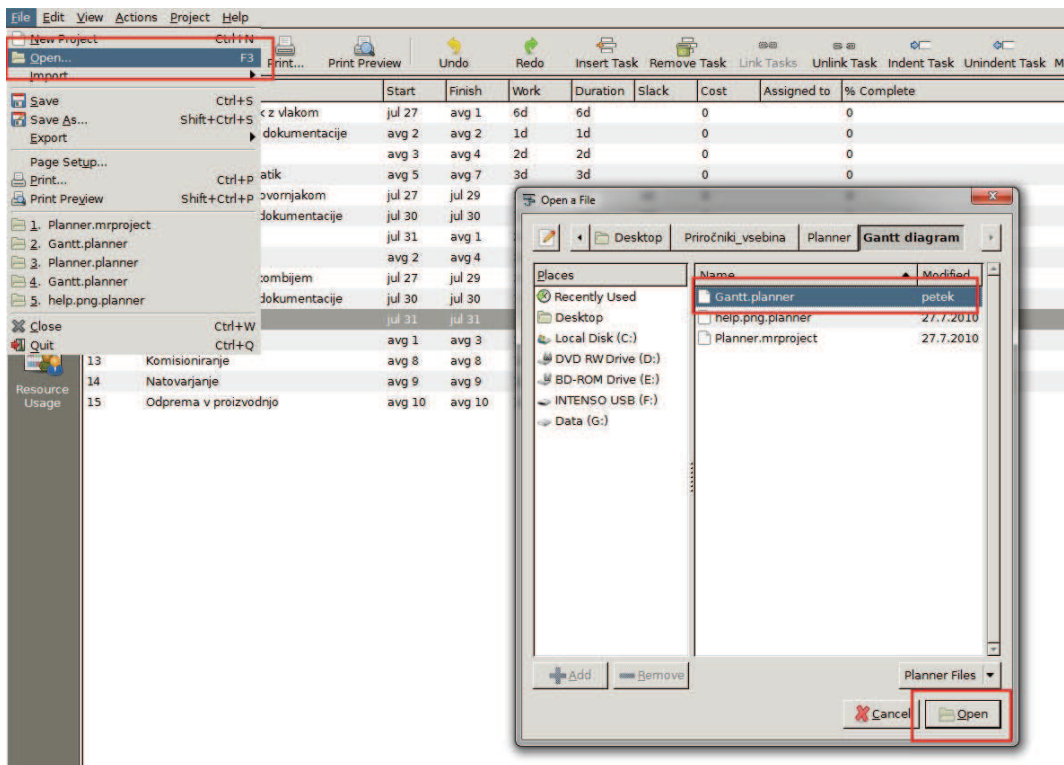 File Edit View Actions Project Help
New Project Ctrl+N
Open... F3
Import
Save Ctrl+S
Save As... Shift+Ctrl+S
Export
Page Setup...
Print... Ctrl+P
Print Preview Shift+Ctrl+P
1. Planner.mrproject
2. Gantt.planner
3. Planner.planner
4. Gantt.planner
5. help.png.planner
Close Ctrl+W
Quit Ctrl+Q
Print... Print Preview Undo Redo Insert Task Remove Task Link Tasks Unlink Task Indent Task Unindent Task M
Start Finish Work Duration Slack Cost Assigned to % Complete
z vlakom jul 27 avg 1 6d 6d 0 0
dokumentacije avg 2 avg 2 1d 1d 0 0
avg 3 avg 4 2d 2d 0 0
atik avg 5 avg 7 3d 3d 0 0
ovornjakom jul 27 jul 29
dokumentacije jul 30 jul 30
jul 31 avg 1
avg 2 avg 4
ombijem jul 27 jul 29
dokumentacije jul 30 jul 30
jul 31 jul 31
avg 1 avg 3
13 Komisioniranje avg 8 avg 8
14 Natovarjanje avg 9 avg 9
15 Odprema v proizvodnjo avg 10 avg 10
Resource
Usage
Open a File
Desktop Priročniki_vsebina Planner Gantt diagram
Places
Recently Used
Desktop
Local Disk (C:)
DVD RW Drive (D:)
BD-ROM Drive (E:)
INTENSO USB (F:)
Data (G:)
Name Modified
Gantt.planner petek
help.png.planner 27.7.2010
Planner.mrproject 27.7.2010
Add Remove
Planner Files
Cancel Open